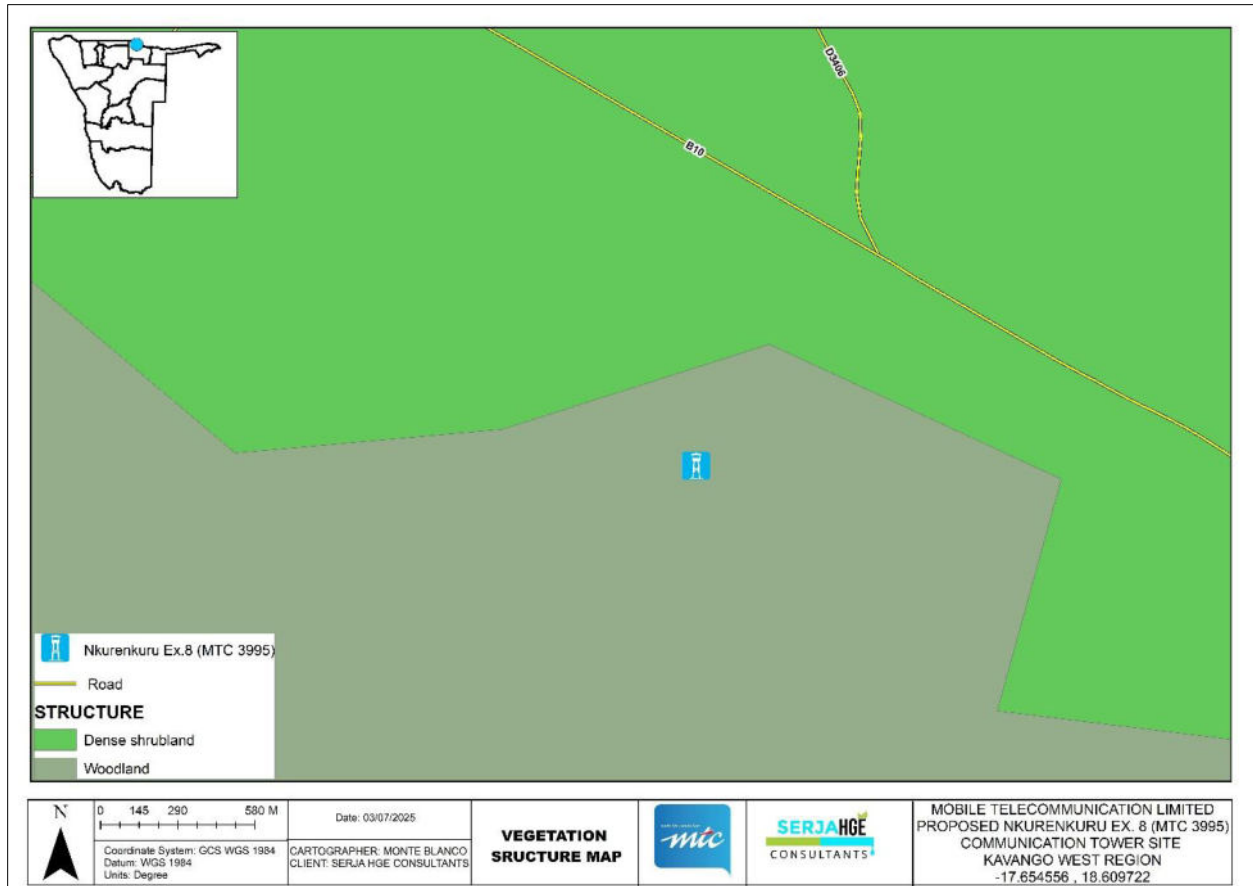 D3406
B10
Nkurenkuru Ex.8 (MTC 3995)
Road
STRUCTURE
Dense shrubland
Woodland
N
0 145 290 580 M
Coordinate System: GCS WGS 1984
Datum: WGS 1984
Units: Degree
Date: 03/07/2025
CARTOGRAPHER: MONTE BLANCO
CLIENT: SERJA HGE CONSULTANTS
VEGETATION
SRUCTURE MAP
mtc
SERJAHGE
CONSULTANTS
MOBILE TELECOMMUNICATION LIMITED
PROPOSED NKURENKURU EX. 8 (MTC 3995)
COMMUNICATION TOWER SITE
KAVANGO WEST REGION
-17.654556 , 18.609722